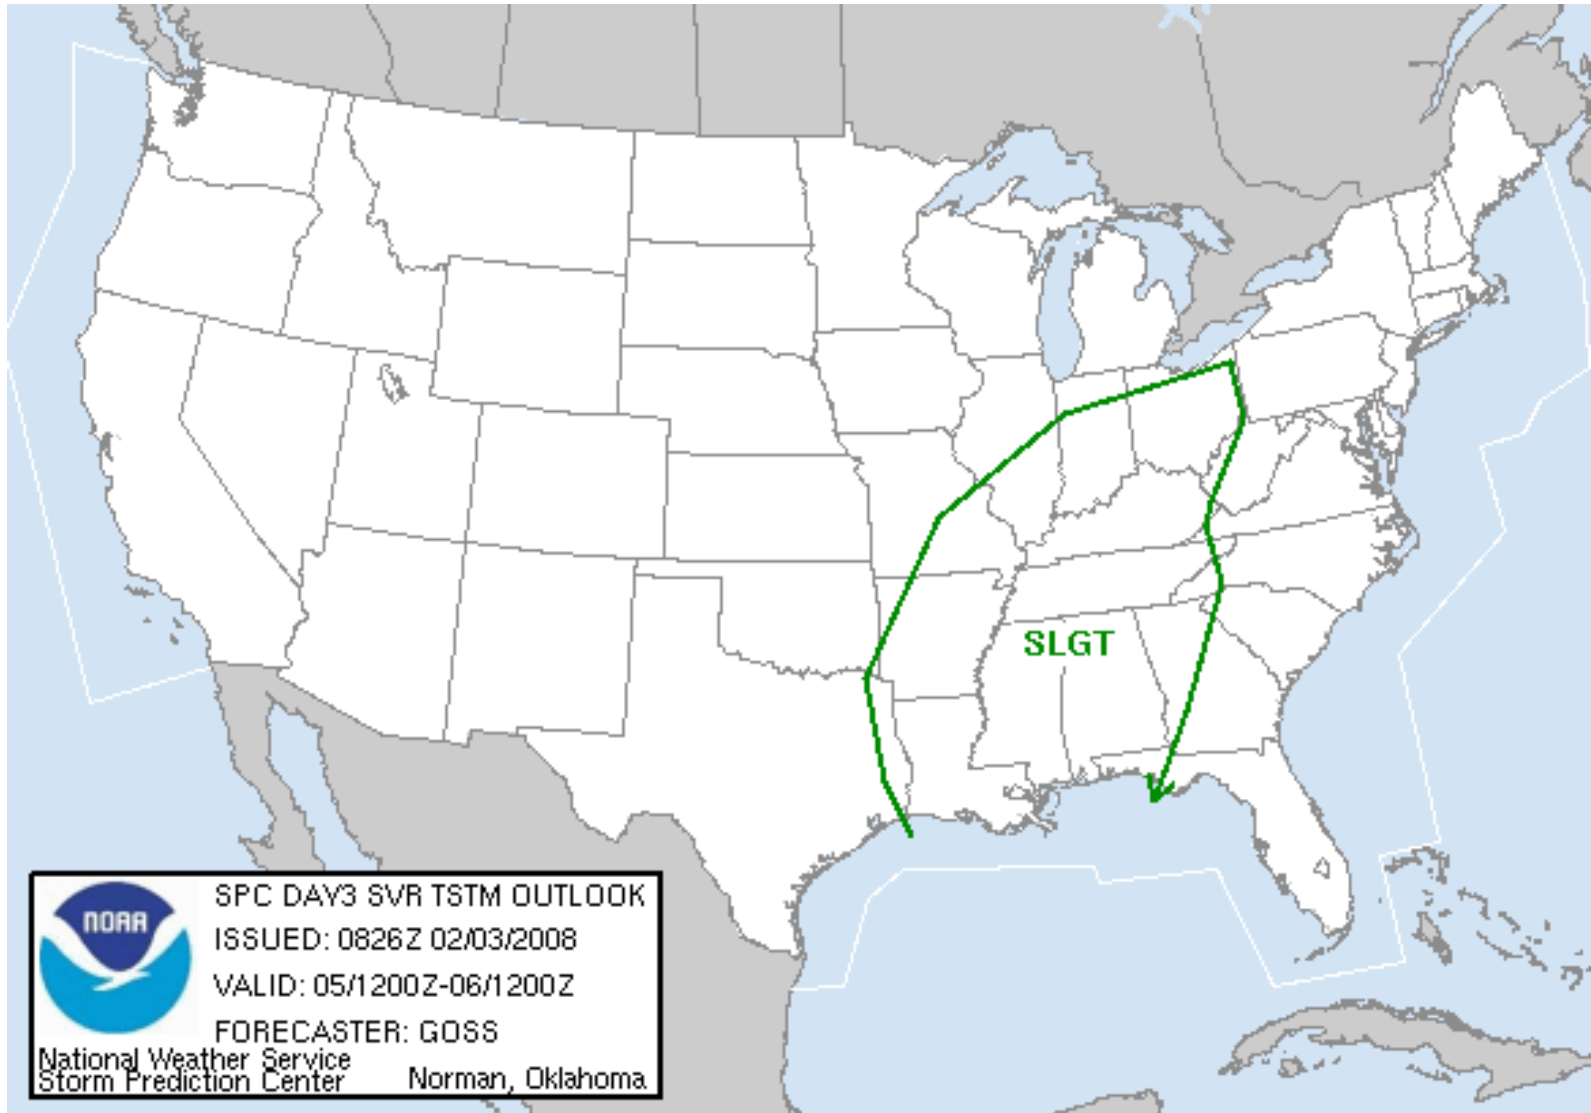 SLGT
NOAA
SPC DAY3 SVR TSTM OUTLOOK
ISSUED: 0826Z 02/03/2008
VALID: 05/1200Z-06/1200Z
FORECASTER: GOSS
National Weather Service
Storm Prediction Center
Norman, Oklahoma